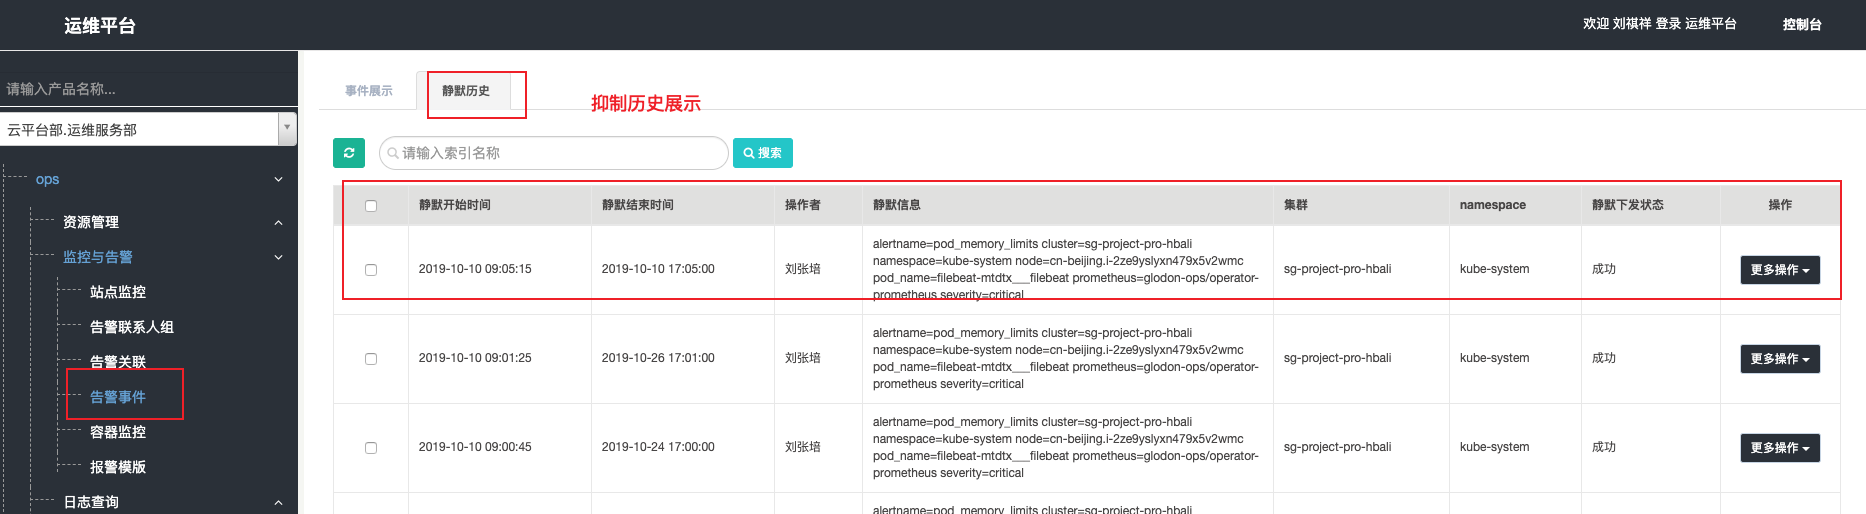 运维平台
欢迎 刘祺祥 登录 运维平台
控制台
请输入产品名称...
云平台部.运维服务部
ops
资源管理
监控与告警
站点监控
告警联系人组
告警关联
告警事件
容器监控
报警模版
日志查询
事件展示
静默历史
抑制历史展示
请输入索引名称
搜索
静默开始时间 静默结束时间 操作者 静默信息 集群 namespace 静默下发状态 操作
alertname=pod_memory_limits cluster=sg-project-pro-hbali
namespace=kube-system node=cn-beijing.i-2ze9yslyxn479x5v2wmc
2019-10-10 09:05:15 2019-10-10 17:05:00 刘张培 sg-project-pro-hbali kube-system 成功 更多操作
pod_name=filebeat-mtdtx___filebeat prometheus=glodon-ops/operator-
prometheus severity=critical
alertname=pod_memory_limits cluster=sg-project-pro-hbali
namespace=kube-system node=cn-beijing.i-2ze9yslyxn479x5v2wmc
2019-10-10 09:01:25 2019-10-26 17:01:00 刘张培 sg-project-pro-hbali kube-system 成功 更多操作
pod_name=filebeat-mtdtx___filebeat prometheus=glodon-ops/operator-
prometheus severity=critical
alertname=pod_memory_limits cluster=sg-project-pro-hbali
namespace=kube-system node=cn-beijing.i-2ze9yslyxn479x5v2wmc
2019-10-10 09:00:45 2019-10-24 17:00:00 刘张培 sg-project-pro-hbali kube-system 成功 更多操作
pod_name=filebeat-mtdtx___filebeat prometheus=glodon-ops/operator-
prometheus severity=critical
alertname=pod_memory_limits cluster=sg-project-pro-hbali